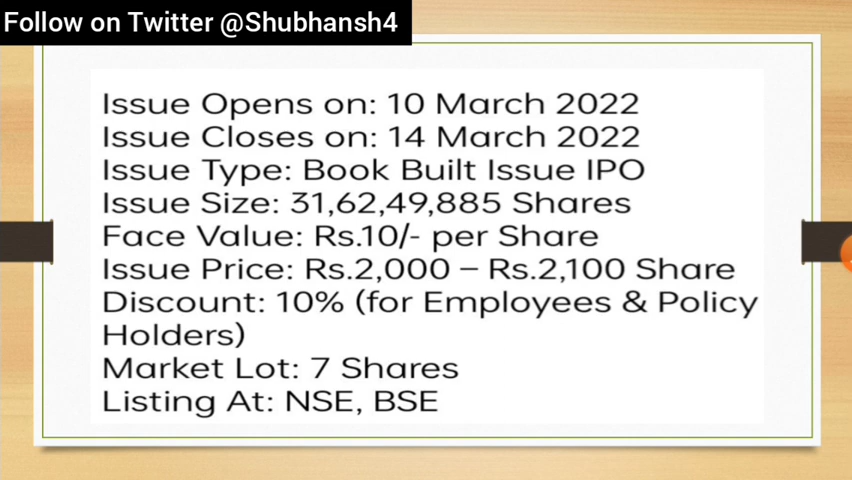 Follow on Twitter @Shubhansh4
Issue Opens on: 10 March 2022
Issue Closes on: 14 March 2022
Issue Type: Book Built Issue IPO
Issue Size: 31,62,49,885 Shares
Face Value: Rs.10/- per Share
Issue Price: Rs.2,000 – Rs.2,100 Share
Discount: 10% (for Employees & Policy
Holders)
Market Lot: 7 Shares
Listing At: NSE, BSE